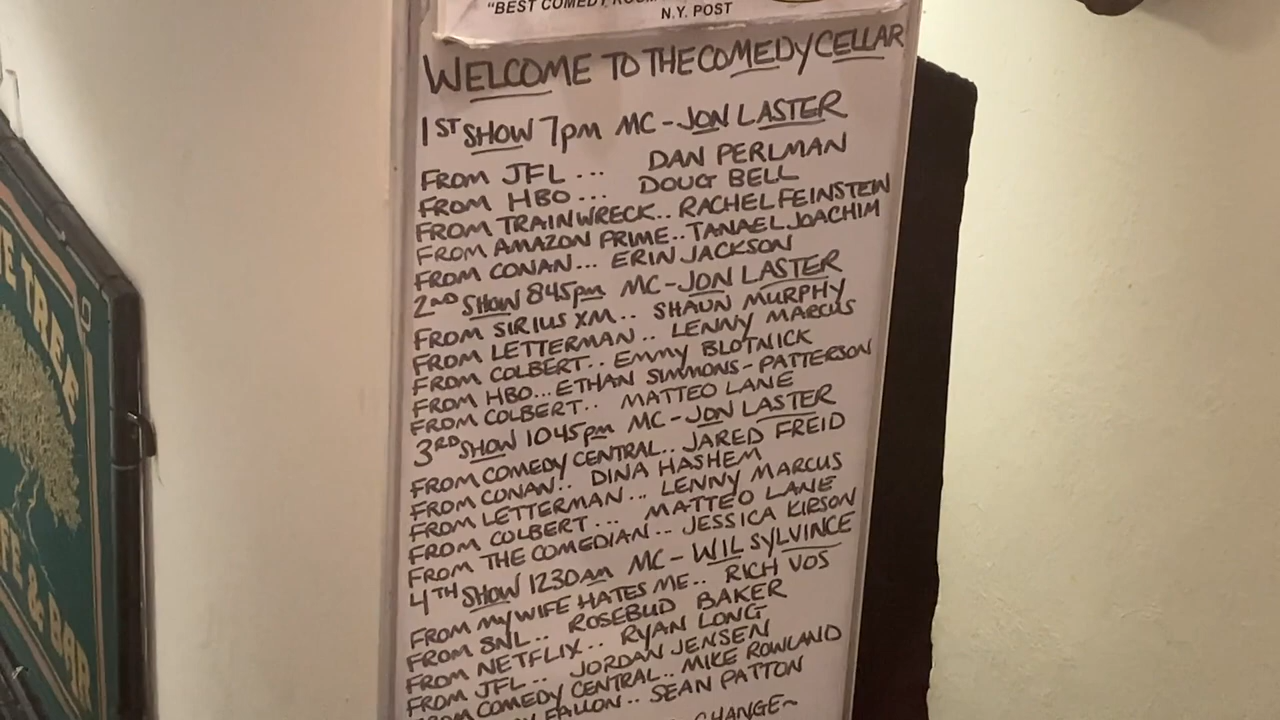 "BEST COMEDY ROOM
N.Y. POST
WELCOME TO THE COMEDY CELLAR
1ST SHOW 7pm MC-JON LASTER
FROM JFL ... DAN PERLMAN
FROM HBO ... DOUG BELL
FROM TRAINWRECK.. RACHEL FEINSTEIN
FROM AMAZON PRIME..TANAEL JOACHIM
FROM CONAN... ERIN JACKSON
2ND SHOW 845pm MC-JON LASTER
FROM SIRIUS XM.. SHAUN MURPHY
FROM LETTERMAN .. LENNY MARCUS
FROM COLBERT.. EMMY BLOTNICK
FROM HBO...ETHAN SIMMONS-PATTERSON
FROM COLBERT.. MATTEO LANE
3RD SHOW 1045pm MC-JON LASTER
FROM COMEDY CENTRAL.. JARED FREID
FROM CONAN.. DINA HASHEM
FROM LETTERMAN ... LENNY MARCUS
FROM COLBERT ... MATTEO LANE
FROM THE COMEDIAN... JESSICA KIRSON
4TH SHOW 1230AM MC-WIL SYLVINCE
FROM MY WIFE HATES ME.. RICH VOS
FROM SNL.. ROSEBUD BAKER
FROM NETFLIX.. RYAN LONG
FROM JFL.. JORDAN JENSEN
FROM COMEDY CENTRAL.. MIKE ROWLAND
FALLON.. SEAN PATTON
CHANGE~
TREE
& BAR